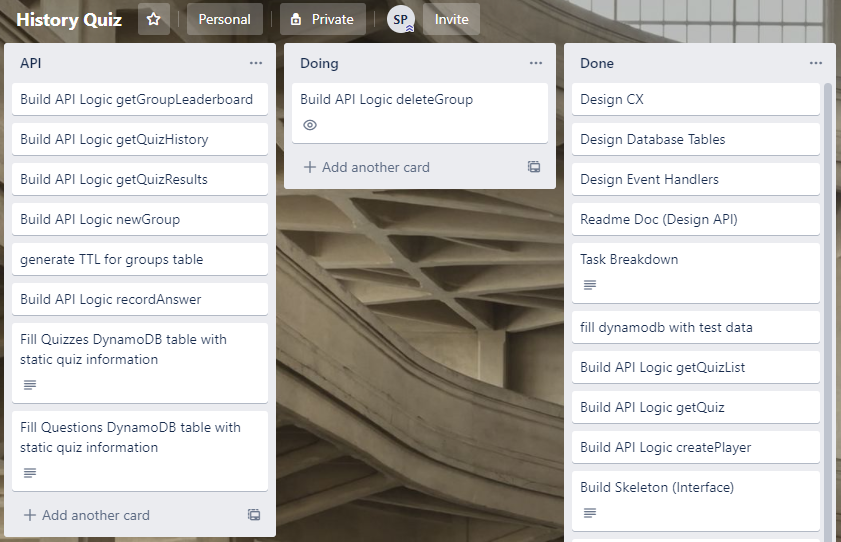 History Quiz
Personal
Private
SP
Invite
API
Build API Logic getGroupLeaderboard
Build API Logic getQuizHistory
Build API Logic getQuizResults
Build API Logic newGroup
generate TTL for groups table
Build API Logic recordAnswer
Fill Quizzes DynamoDB table with
static quiz information
Fill Questions DynamoDB table with
static quiz information
+ Add another card
Doing
Build API Logic deleteGroup
+ Add another card
Done
Design CX
Design Database Tables
Design Event Handlers
Readme Doc (Design API)
Task Breakdown
fill dynamodb with test data
Build API Logic getQuizList
Build API Logic getQuiz
Build API Logic createPlayer
Build Skeleton (Interface)